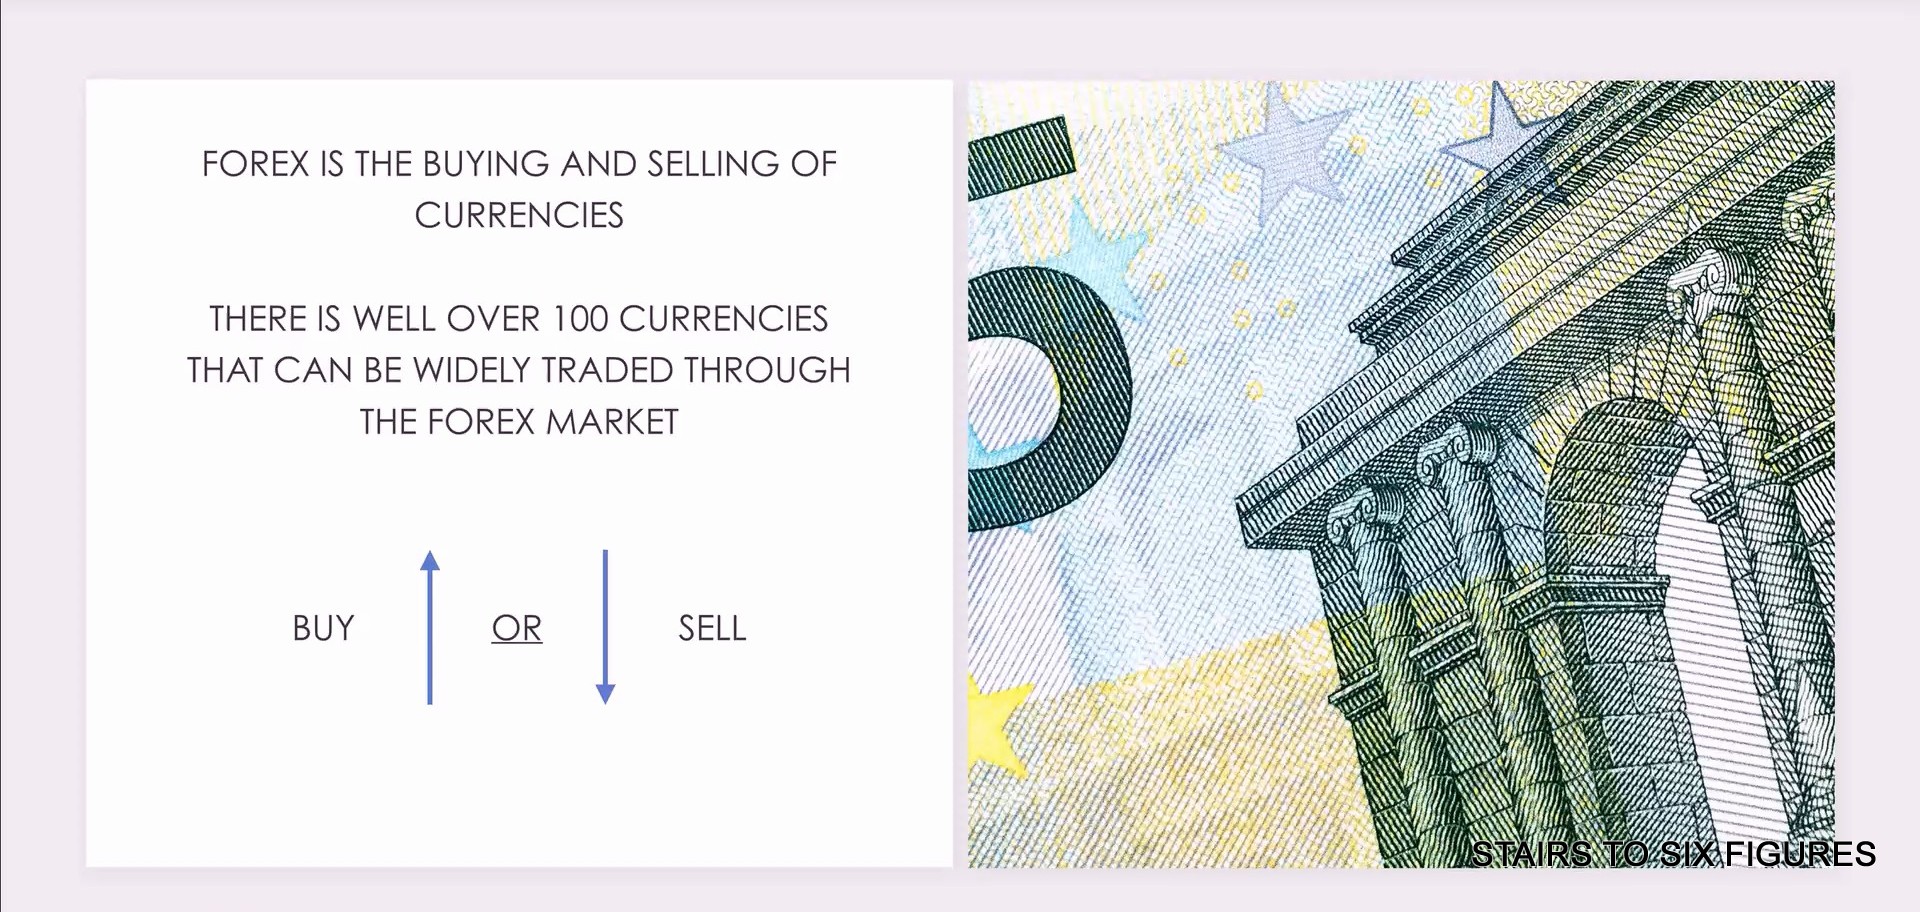 FOREX IS THE BUYING AND SELLING OF
CURRENCIES
THERE IS WELL OVER 100 CURRENCIES
THAT CAN BE WIDELY TRADED THROUGH
THE FOREX MARKET
BUY OR SELL
STAIRS TO SIX FIGURES